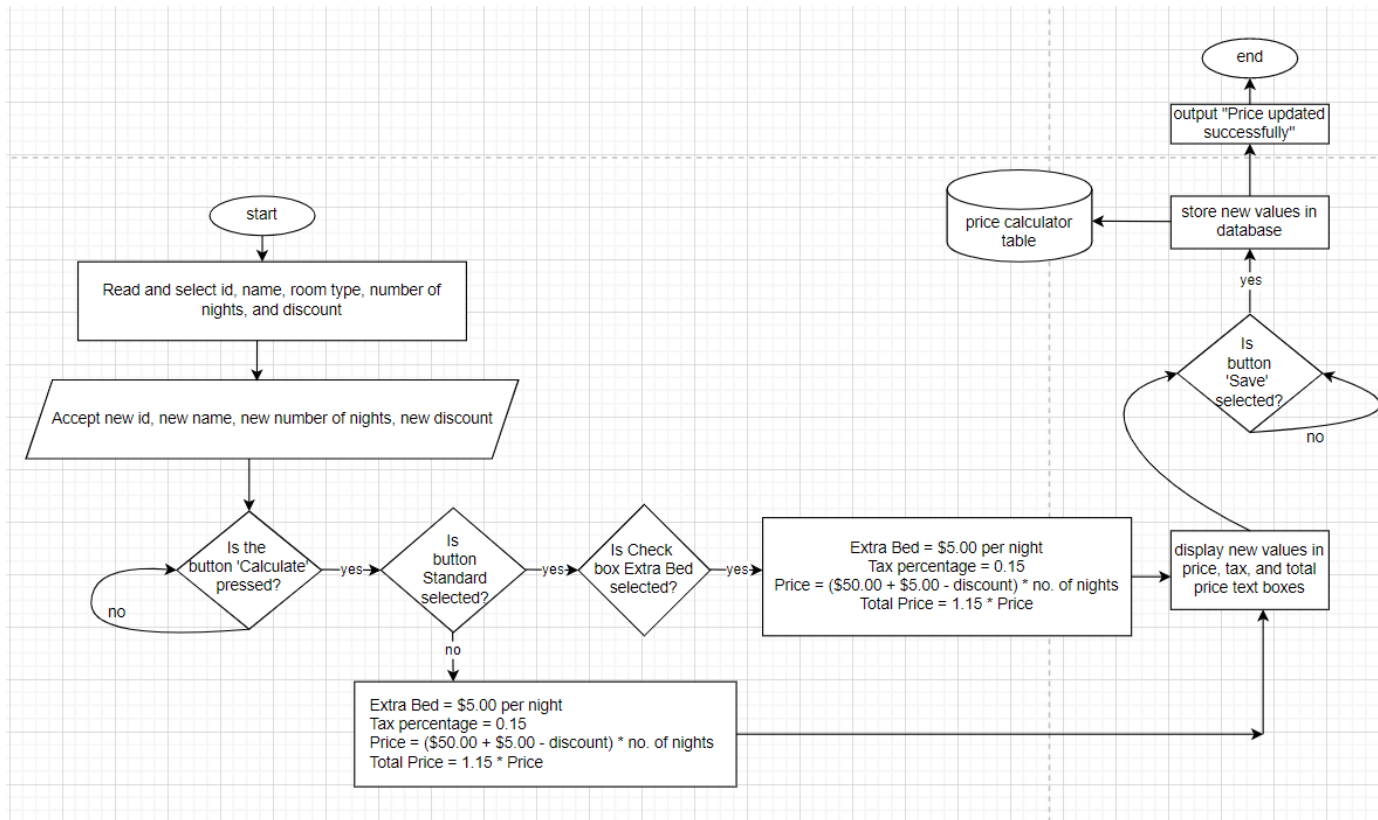 start
Read and select id, name, room type, number of
nights, and discount
Accept new id, new name, new number of nights, new discount
Is the
button 'Calculate'
pressed?
no
yes
Is
button
Standard
selected?
yes
Is Check
box Extra Bed
selected?
yes
Extra Bed = $5.00 per night
Tax percentage = 0.15
Price = ($50.00 + $5.00 - discount) * no. of nights
Total Price = 1.15 * Price
no
Extra Bed = $5.00 per night
Tax percentage = 0.15
Price = ($50.00 + $5.00 - discount) * no. of nights
Total Price = 1.15 * Price
display new values in
price, tax, and total
price text boxes
Is
button
'Save'
selected?
no
yes
store new values in
database
price calculator
table
output "Price updated
successfully"
end